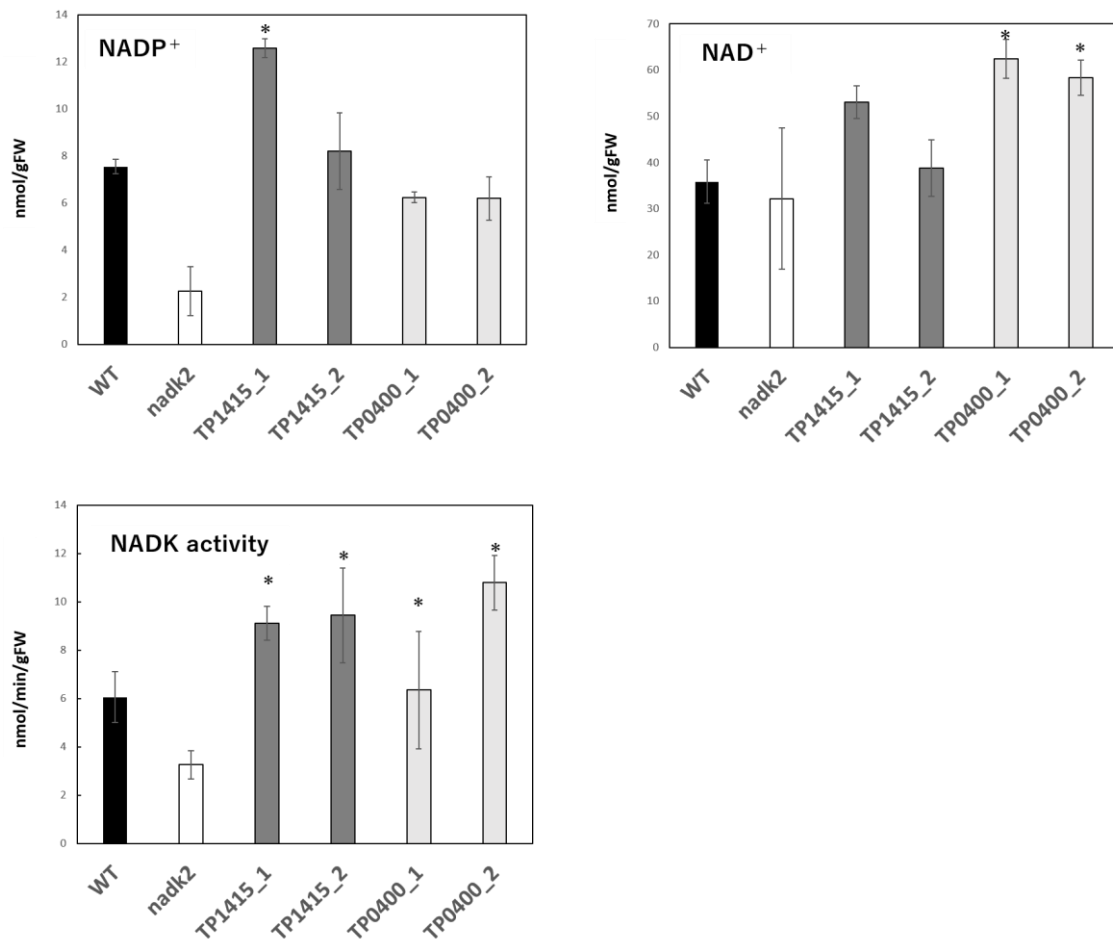 NADP⁺
nmol/gFW
14
12
10
8
6
4
2
0
*
WT
nadk2
TP1415_1
TP1415_2
TP0400_1
TP0400_2
NAD⁺
nmol/gFW
70
60
50
40
30
20
10
0
*
*
WT
nadk2
TP1415_1
TP1415_2
TP0400_1
TP0400_2
NADK activity
nmol/min/gFW
14
12
10
8
6
4
2
0
*
*
*
*
WT
nadk2
TP1415_1
TP1415_2
TP0400_1
TP0400_2